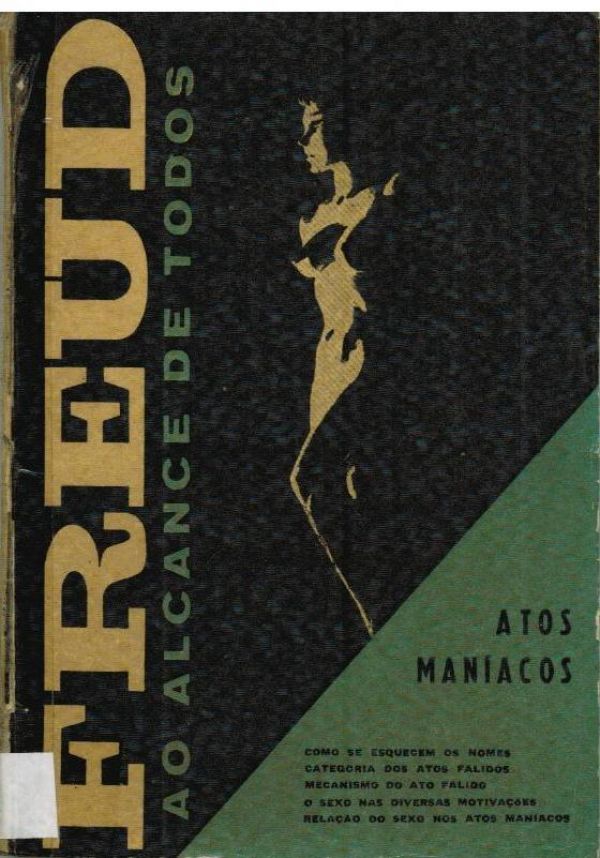 FREUD
AO ALCANCE DE TODOS
ATOS
MANÍACOS
COMO SE ESQUECEM OS NOMES
CATEGORIA DOS ATOS FALIDOS
MECANISMO DO ATO FALIDO
O SEXO NAS DIVERSAS MOTIVAÇÕES
RELAÇÃO DO SEXO NOS ATOS MANÍACOS